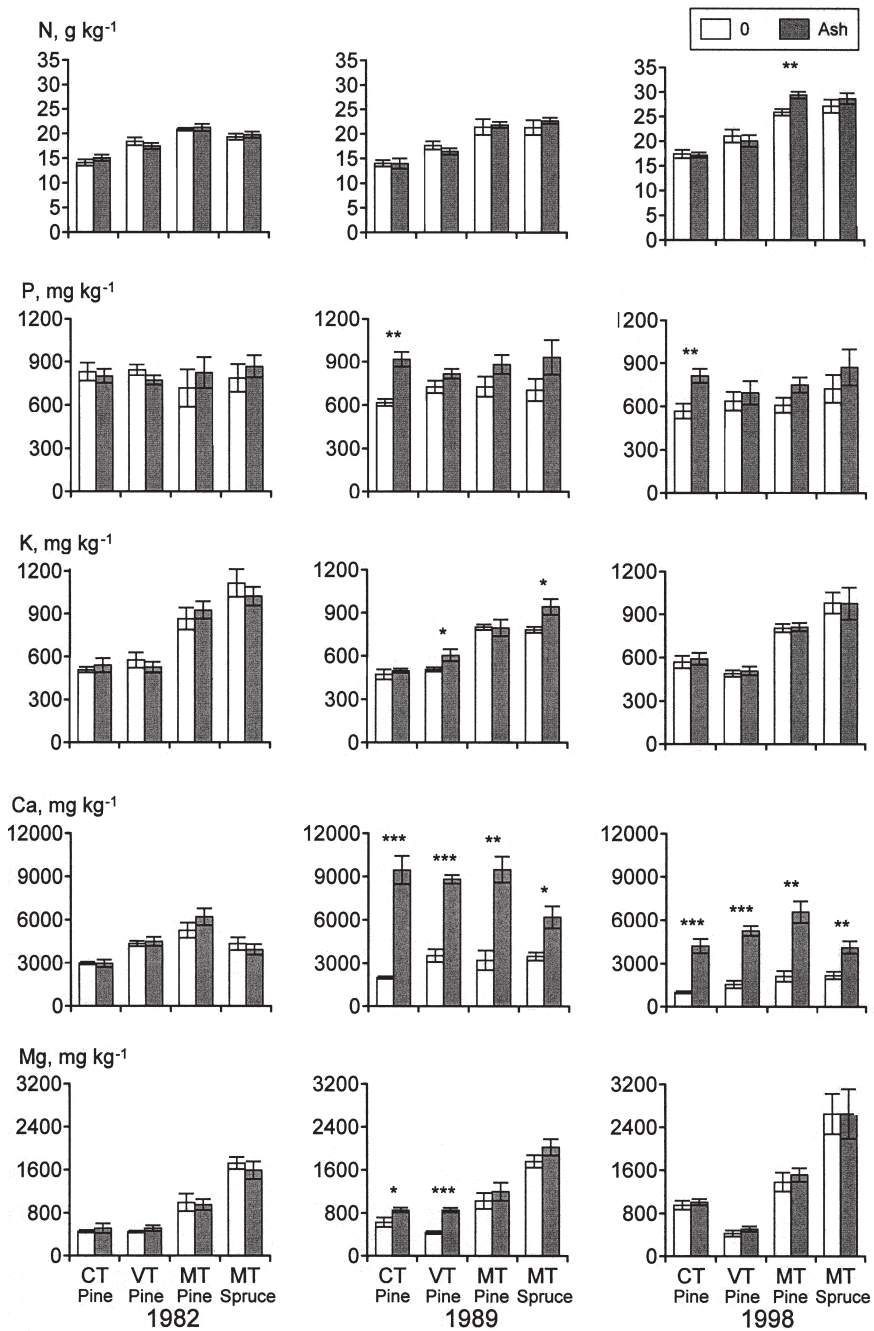 N, g kg-1
0 Ash
35 35 35
30 30 30
25 25 25
20 20 20
15 15 15
10 10 10
5 5 5
0 0 0
**
P, mg kg-1
1200 1200 1200
900 900 900
600 600 600
300 300 300
0 0 0
** **
K, mg kg-1
1200 1200 1200
900 900 900
600 600 600
300 300 300
0 0 0
* *
Ca, mg kg-1
12000 12000 12000
9000 9000 9000
6000 6000 6000
3000 3000 3000
0 0 0
*** *** ** * *** *** ** **
Mg, mg kg-1
3200 3200 3200
2400 2400 2400
1600 1600 1600
800 800 800
0 0 0
* ***
CT VT MT MT CT VT MT MT CT VT MT MT
Pine Pine Pine Spruce Pine Pine Pine Spruce Pine Pine Pine Spruce
1982 1989 1998